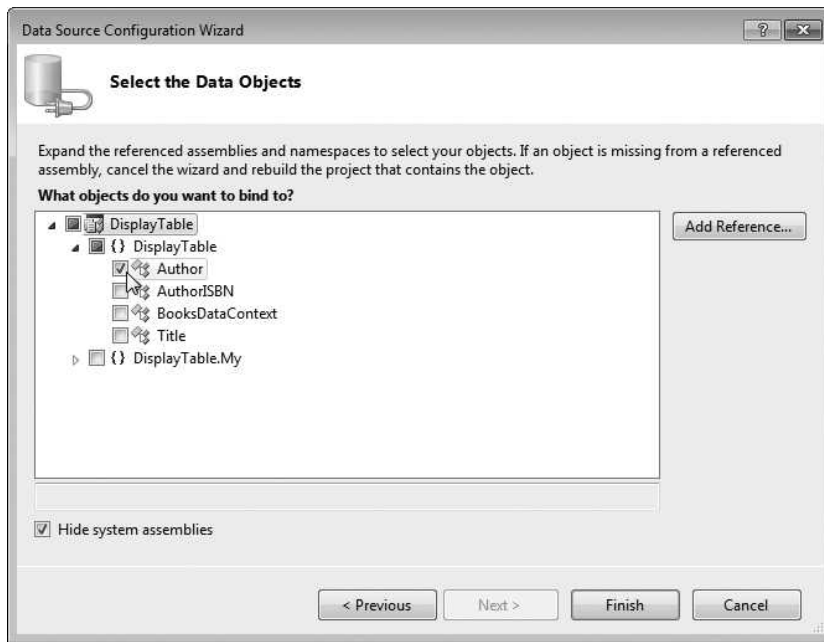 Data Source Configuration Wizard
Select the Data Objects
Expand the referenced assemblies and namespaces to select your objects. If an object is missing from a referenced
assembly, cancel the wizard and rebuild the project that contains the object.
What objects do you want to bind to?
DisplayTable
Add Reference...
{} DisplayTable
Author
AuthorISBN
BooksDataContext
Title
{} DisplayTable.My
Hide system assemblies
< Previous Next > Finish Cancel